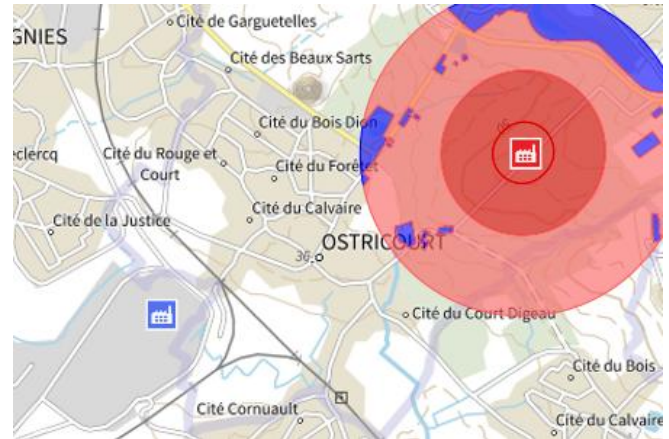 Cité de Garguetelles
GNIES
Cité des Beaux Sarts
Cité du Bois Dion
eclercq
Cité du Rouge et
Court
Cité du Forêtet
Cité de la Justice
Cité du Calvaire
OSTRICOURT
36
Cité du Court Digeau
Cité du Bois
Cité Cornuault
Cité du Calvaire